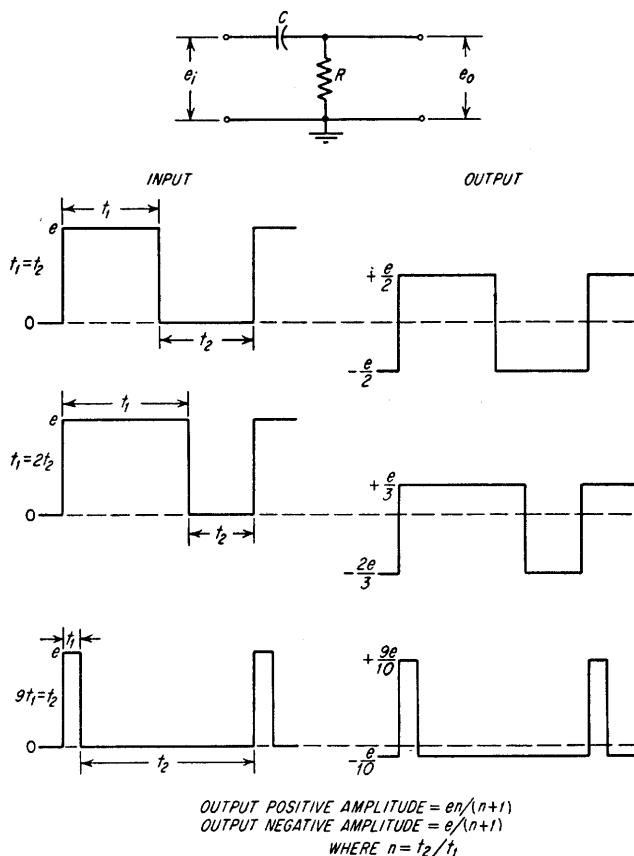 C
e_i
R
e_o
INPUT
OUTPUT
t_1
e
t_1=t_2
0
t_2
+e/2
-e/2
t_1
e
t_1=2t_2
0
t_2
+e/3
-2e/3
t_1
e
9t_1=t_2
0
t_2
+9e/10
-e/10
OUTPUT POSITIVE AMPLITUDE = en/(n+1)
OUTPUT NEGATIVE AMPLITUDE = e/(n+1)
WHERE n = t_2/t_1